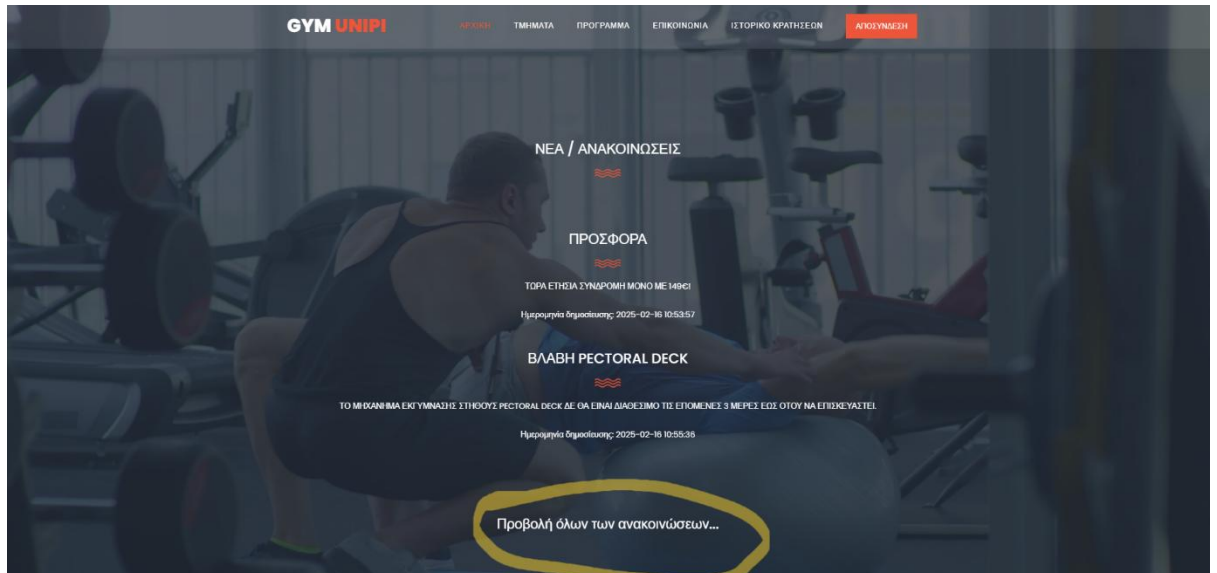 GYM UNIPI ΑΡΧΙΚΗ ΤΜΗΜΑΤΑ ΠΡΟΓΡΑΜΜΑ ΕΠΙΚΟΙΝΩΝΙΑ ΙΣΤΟΡΙΚΟ ΚΡΑΤΗΣΕΩΝ ΑΠΟΣΥΝΔΕΣΗ
ΝΕΑ / ΑΝΑΚΟΙΝΩΣΕΙΣ
ΠΡΟΣΦΟΡΑ
ΤΩΡΑ ΕΤΗΣΙΑ ΣΥΝΔΡΟΜΗ ΜΟΝΟ ΜΕ 149€!
Ημερομηνία δημοσίευσης: 2025-02-16 10:53:57
ΒΛΑΒΗ PECTORAL DECK
ΤΟ ΜΗΧΑΝΗΜΑ ΕΚΓΥΜΝΑΣΗΣ ΣΤΗΘΟΥΣ PECTORAL DECK ΔΕ ΘΑ ΕΙΝΑΙ ΔΙΑΘΕΣΙΜΟ ΤΙΣ ΕΠΟΜΕΝΕΣ 3 ΜΕΡΕΣ ΕΩΣ ΟΤΟΥ ΝΑ ΕΠΙΣΚΕΥΑΣΤΕΙ.
Ημερομηνία δημοσίευσης: 2025-02-16 10:55:36
Προβολή όλων των ανακοινώσεων...